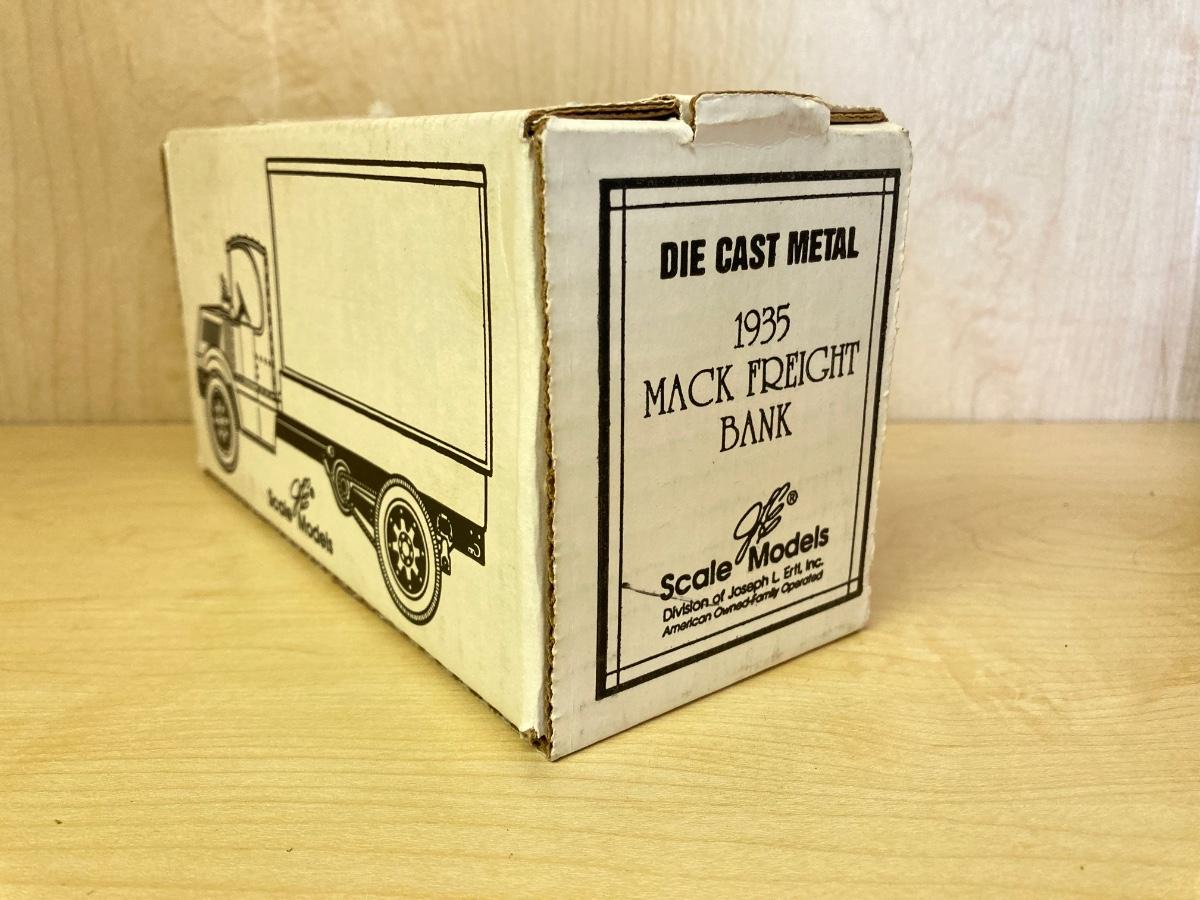 DIE CAST METAL
1935
MACK FREIGHT
BANK
JLE®
Scale Models
Division of Joseph L. Ertl, Inc.
American Owned-Family Operated
JLE®
Scale Models